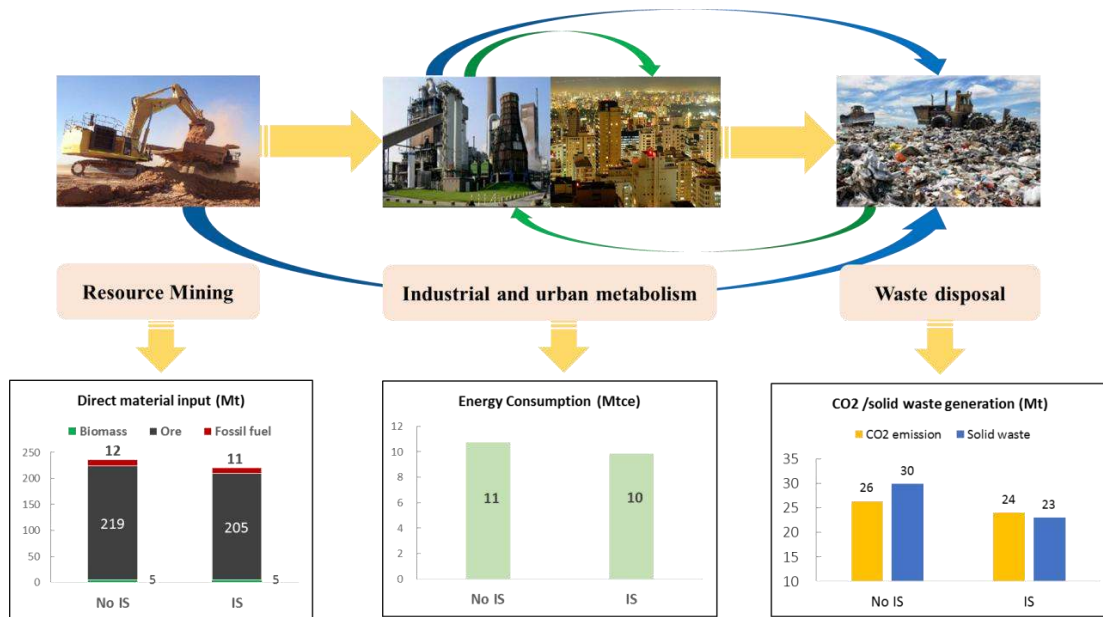 Resource Mining
Industrial and urban metabolism
Waste disposal
Direct material input (Mt)
Biomass Ore Fossil fuel
250
200
150
100
50
0
12
219
5
11
205
5
No IS
IS
Energy Consumption (Mtce)
12
10
8
6
4
2
0
11
10
No IS
IS
CO2 /solid waste generation (Mt)
CO2 emission Solid waste
35
30
25
20
15
10
26
30
24
23
No IS
IS